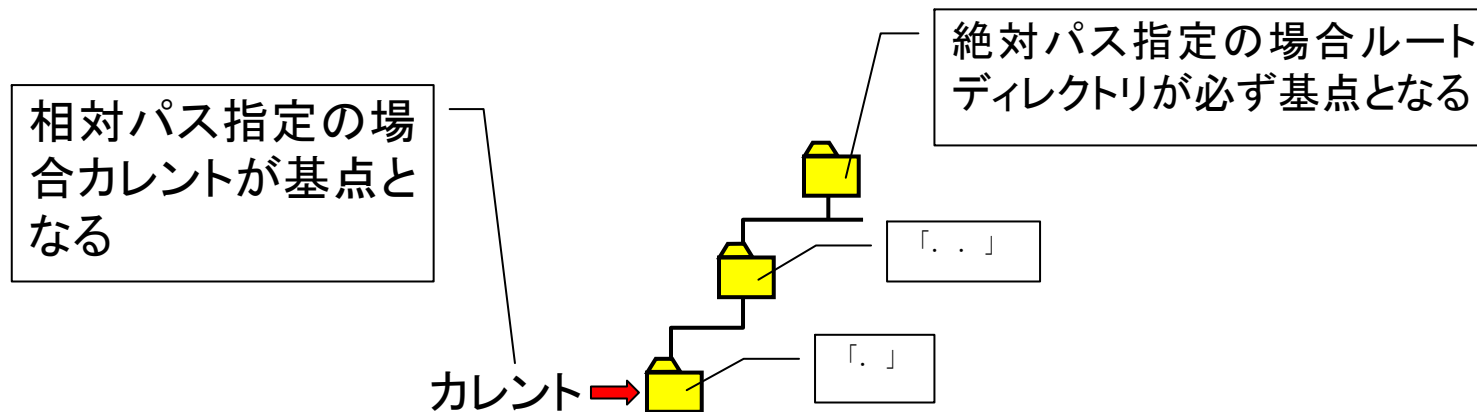 絶対パス指定の場合ルート
ディレクトリが必ず基点となる
相対パス指定の場
合カレントが基点と
なる
「. . 」
「. 」
カレント